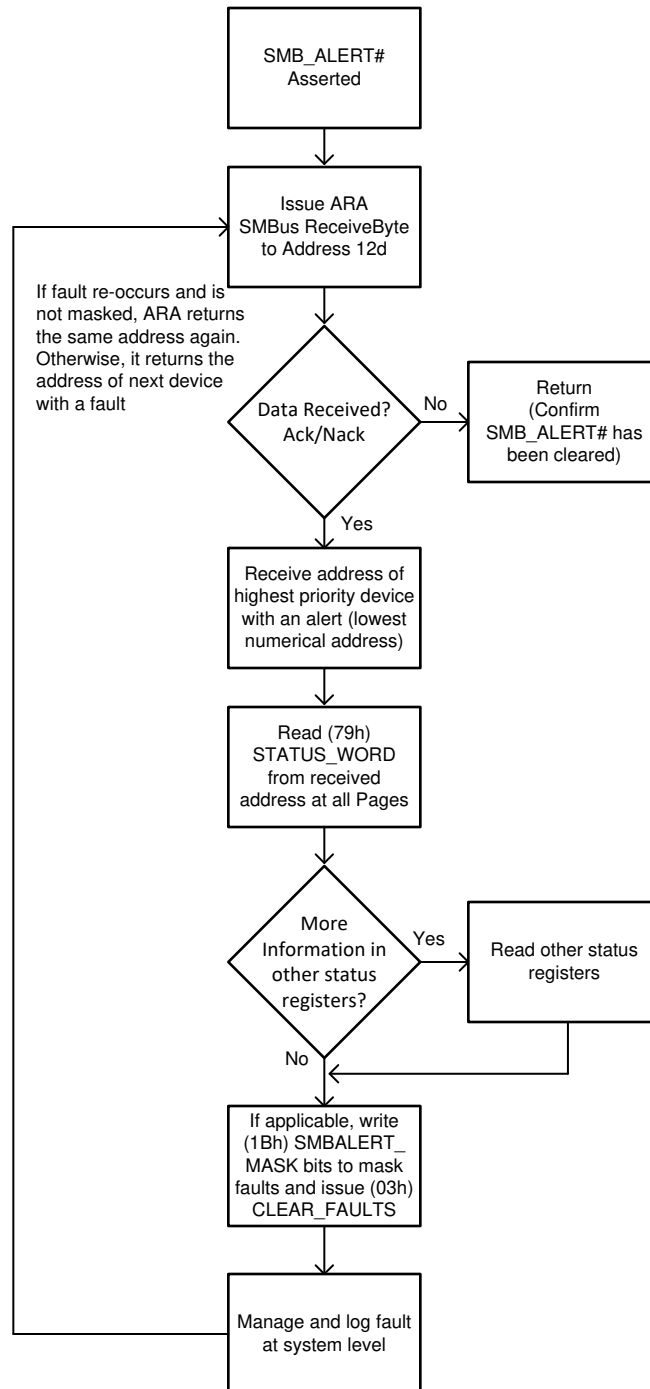 SMB_ALERT#
Asserted
Issue ARA
SMBus ReceiveByte
to Address 12d
If fault re-occurs and is
not masked, ARA returns
the same address again.
Otherwise, it returns the
address of next device
with a fault
Data Received?
Ack/Nack
No
Return
(Confirm
SMB_ALERT# has
been cleared)
Yes
Receive address of
highest priority device
with an alert (lowest
numerical address)
Read (79h)
STATUS_WORD
from received
address at all Pages
More
Information in
other status
registers?
Yes
Read other status
registers
No
If applicable, write
(1Bh) SMBALERT_
MASK bits to mask
faults and issue (03h)
CLEAR_FAULTS
Manage and log fault
at system level